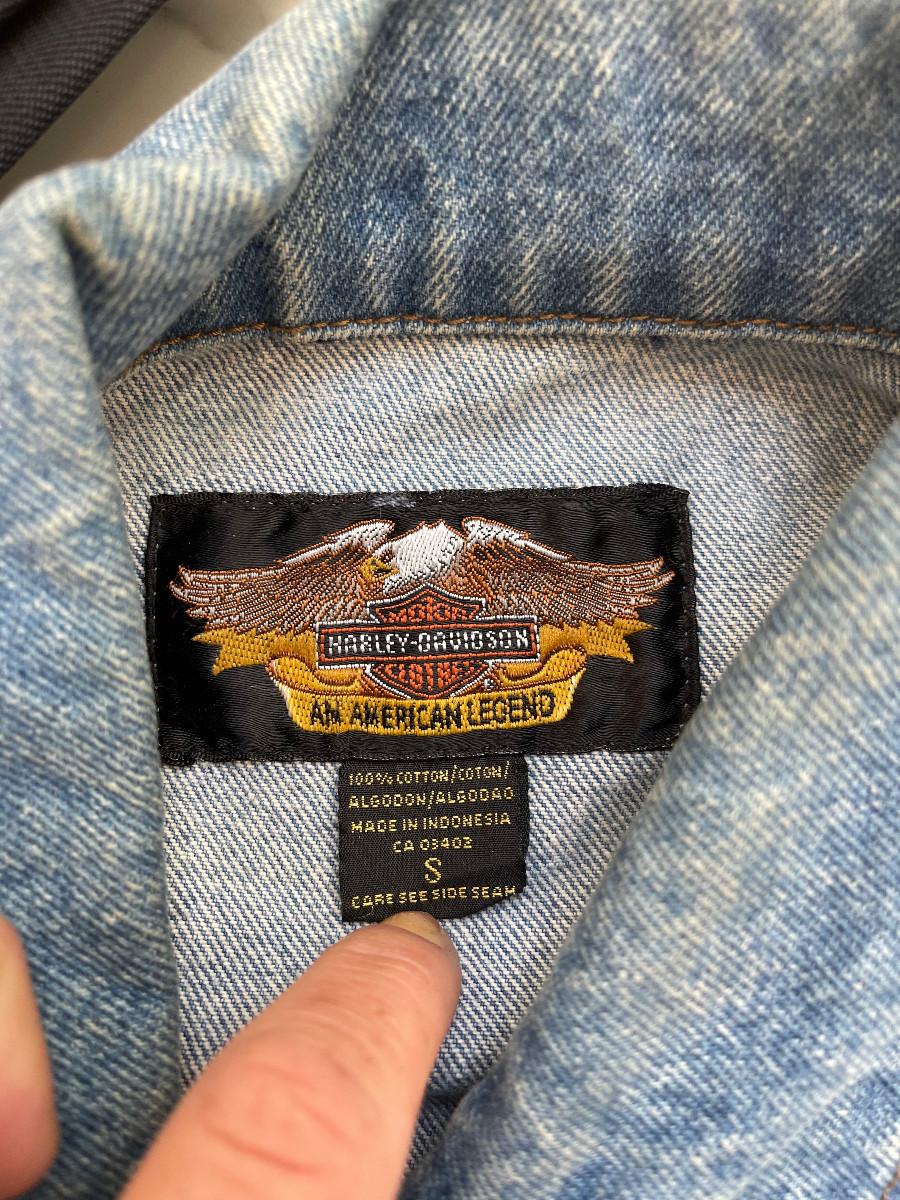 MOTOR
HARLEY-DAVIDSON
CLOTHES
AN AMERICAN LEGEND
100% COTTON/COTON/
ALGODON/ALGODAO
MADE IN INDONESIA
CA 03402
S
CARE SEE SIDE SEAM